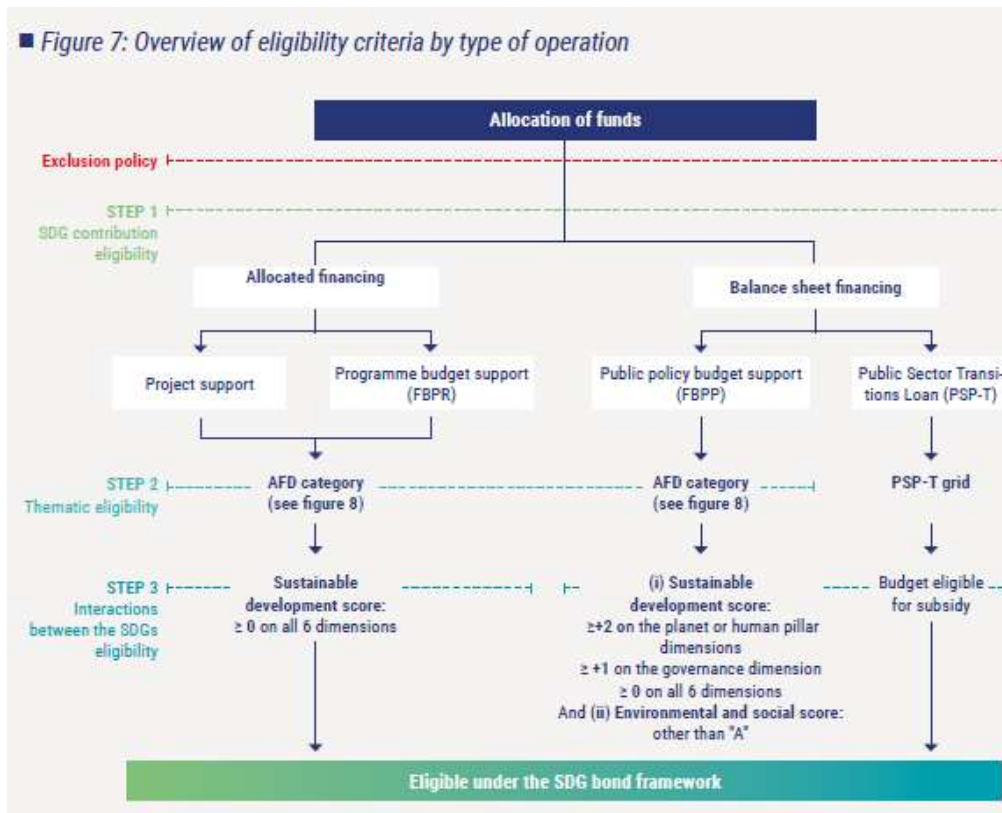 ■ Figure 7: Overview of eligibility criteria by type of operation
Allocation of funds
Exclusion policy
STEP 1
SDG contribution
eligibility
Allocated financing
Balance sheet financing
Project support
Programme budget support
(FBPR)
Public policy budget support
(FBPP)
Public Sector Transi-
tions Loan (PSP-T)
STEP 2
Thematic eligibility
AFD category
(see figure 8)
AFD category
(see figure 8)
PSP-T grid
STEP 3
Interactions
between the SDGs
eligibility
Sustainable
development score:
≥ 0 on all 6 dimensions
(i) Sustainable
development score:
≥+2 on the planet or human pillar
dimensions
≥ +1 on the governance dimension
≥ 0 on all 6 dimensions
And (ii) Environmental and social score:
other than "A"
Budget eligible
for subsidy
Eligible under the SDG bond framework